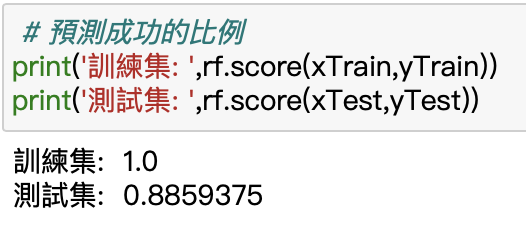 # 預測成功的比例
print('訓練集: ',rf.score(xTrain,yTrain))
print('測試集: ',rf.score(xTest,yTest))
訓練集:  1.0
測試集:  0.8859375